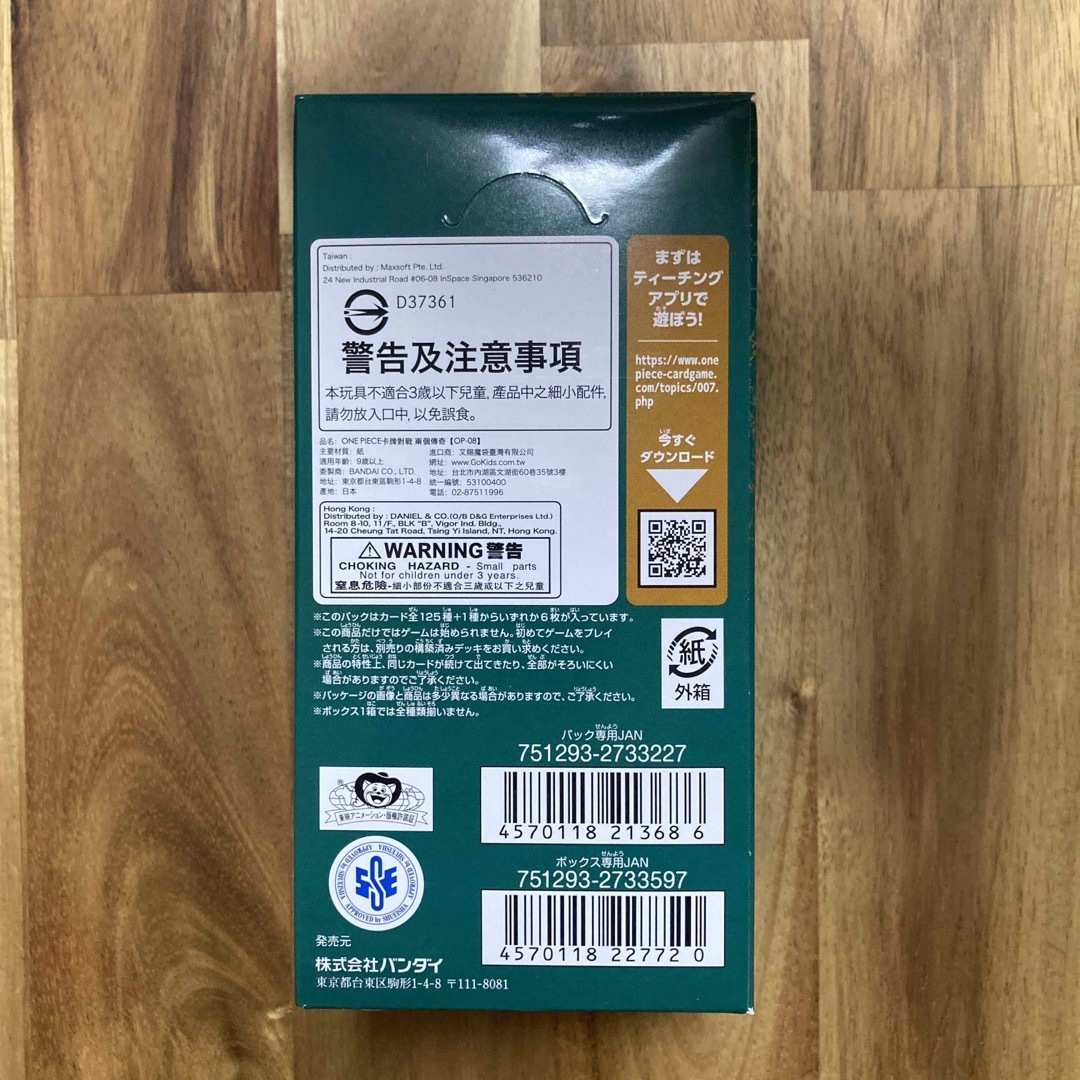 Taiwan :
Distributed by : Maxsoft Pte. Ltd.
24 New Industrial Road #06-08 InSpace Singapore 536210
D37361
警告及注意事項
本玩具不適合3歲以下兒童, 產品中之細小配件,
請勿放入口中, 以免誤食。
品名: ONE PIECE卡牌對戰 兩個傳奇【OP-08】
主要材質: 紙
適用年齡: 9歲以上
委製商: BANDAI CO., LTD.
地址: 東京都台東區駒形1-4-8
產地: 日本
進口商: 艾賜魔袋臺灣有限公司
網址: www.GoKids.com.tw
地址: 台北市內湖區文湖街60巷35號3樓
統一編號: 53100400
電話: 02-87511996
Hong Kong :
Distributed by : DANIEL & CO.(O/B D&G Enterprises Ltd.)
Room 8-10, 11/F., BLK "B", Vigor Ind. Bldg.,
14-20 Cheung Tat Road, Tsing Yi Island, NT, Hong Kong.
WARNING 警告
CHOKING HAZARD - Small parts
Not for children under 3 years.
窒息危險-細小部份不適合三歲或以下之兒童
まずは
ティーチング
アプリで
遊ぼう!
https://www.one
piece-cardgame.
com/topics/007.
php
今すぐ
ダウンロード
※このパックはカード全125種+1種からいずれか6枚が入っています。
※この商品だけではゲームは始められません。初めてゲームをプレイ
される方は、別売りの構築済みデッキをお買い求めください。
※商品の特性上、同じカードが続けて出てきたり、全部がそろいにくい
場合がありますのでご了承ください。
※パッケージの画像と商品は多少異なる場合がありますので、ご了承ください。
※ボックス1箱では全種類揃いません。
紙
外箱
パック専用JAN
751293-2733227
4570118 213686
ボックス専用JAN
751293-2733597
4570118 227720
東映アニメーション・版権許諾証
APPROVED by SHUEISHA
発売元
株式会社バンダイ
東京都台東区駒形1-4-8 〒111-8081